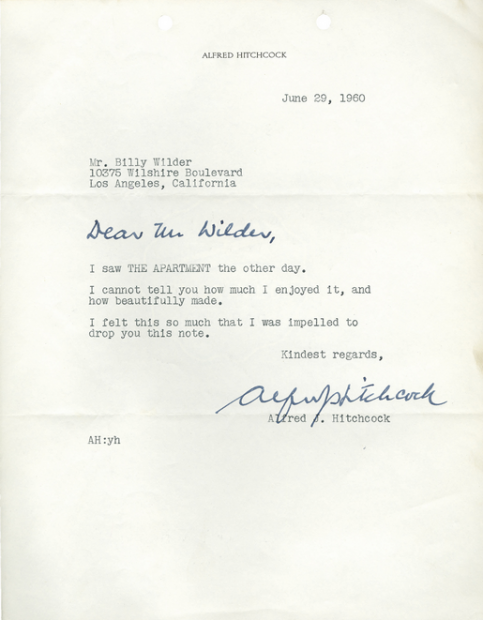 ALFRED HITCHCOCK
June 29, 1960
Mr. Billy Wilder
10375 Wilshire Boulevard
Los Angeles, California
Dear Mr Wilder,
I saw THE APARTMENT the other day.
I cannot tell you how much I enjoyed it, and
how beautifully made.
I felt this so much that I was impelled to
drop you this note.
Kindest regards,
Alfred J Hitchcock
Alfred J. Hitchcock
AH:yh